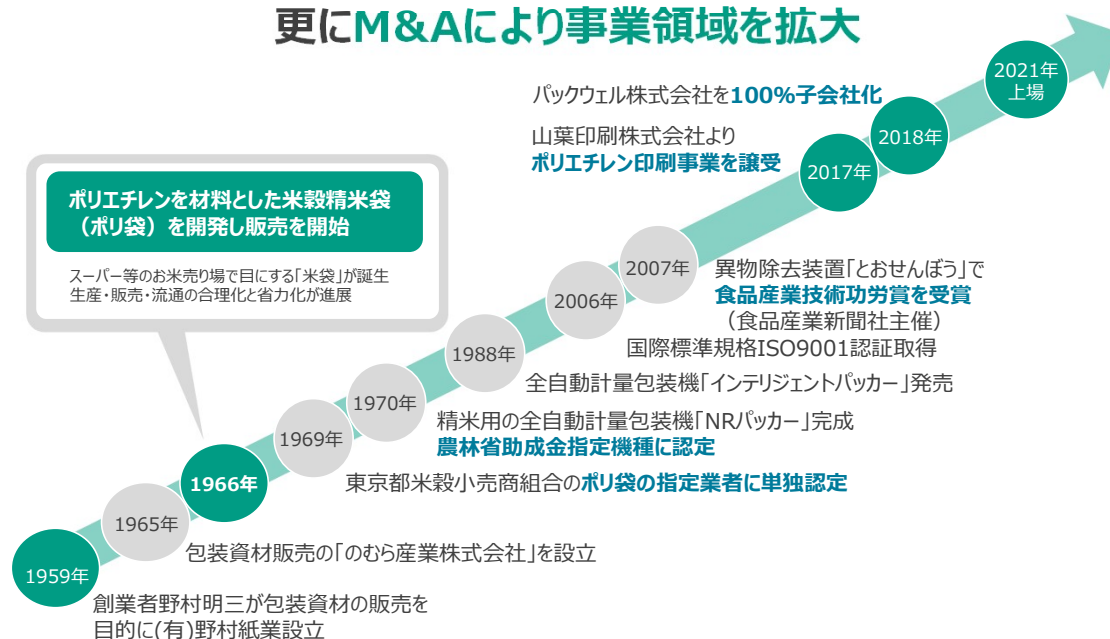 更にM&Aにより事業領域を拡大
2021年
上場
パックウェル株式会社を100%子会社化
2018年
山葉印刷株式会社より
ポリエチレン印刷事業を譲受
2017年
ポリエチレンを材料とした米穀精米袋
（ポリ袋）を開発し販売を開始
スーパー等のお米売り場で目にする「米袋」が誕生
生産・販売・流通の合理化と省力化が進展
2007年
異物除去装置「とおせんぼう」で
食品産業技術功労賞を受賞
（食品産業新聞社主催）
2006年
国際標準規格ISO9001認証取得
1988年
全自動計量包装機「インテリジェントパッカー」発売
1970年
精米用の全自動計量包装機「NRパッカー」完成
農林省助成金指定機種に認定
1969年
東京都米穀小売商組合のポリ袋の指定業者に単独認定
1966年
1965年
包装資材販売の「のむら産業株式会社」を設立
1959年
創業者野村明三が包装資材の販売を
目的に(有)野村紙業設立